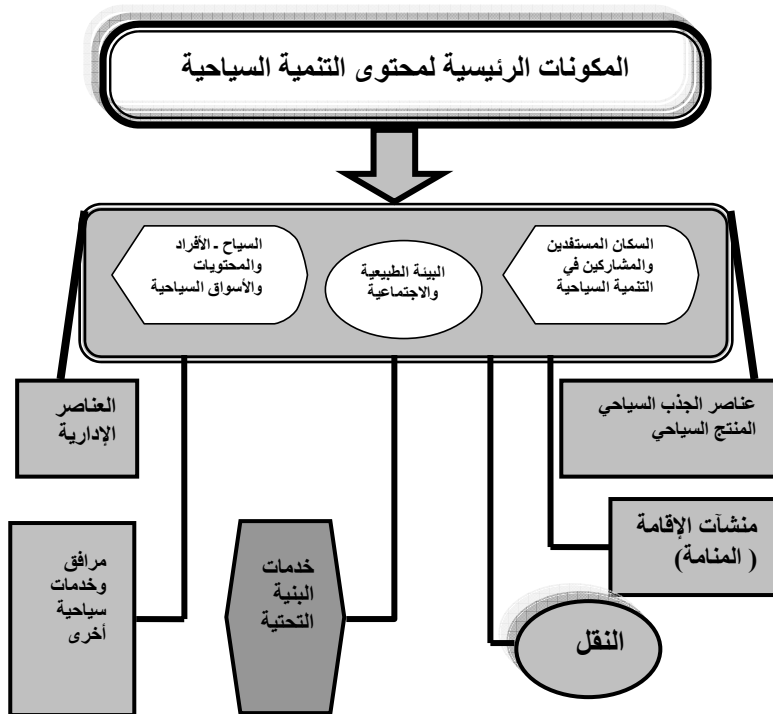 المكونات الرئيسية لمحتوى التنمية السياحية
السكان المستفدين
والمشاركين في
التنمية السياحية
البيئة الطبيعية
والاجتماعية
السياح ـ الأفراد
والمحتويات
والأسواق السياحية
عناصر الجذب السياحي
المنتج السياحي
العناصر
الإدارية
منشآت الإقامة
( المنامة)
النقل
خدمات
البنية
التحتية
مرافق
وخدمات
سياحية
أخرى